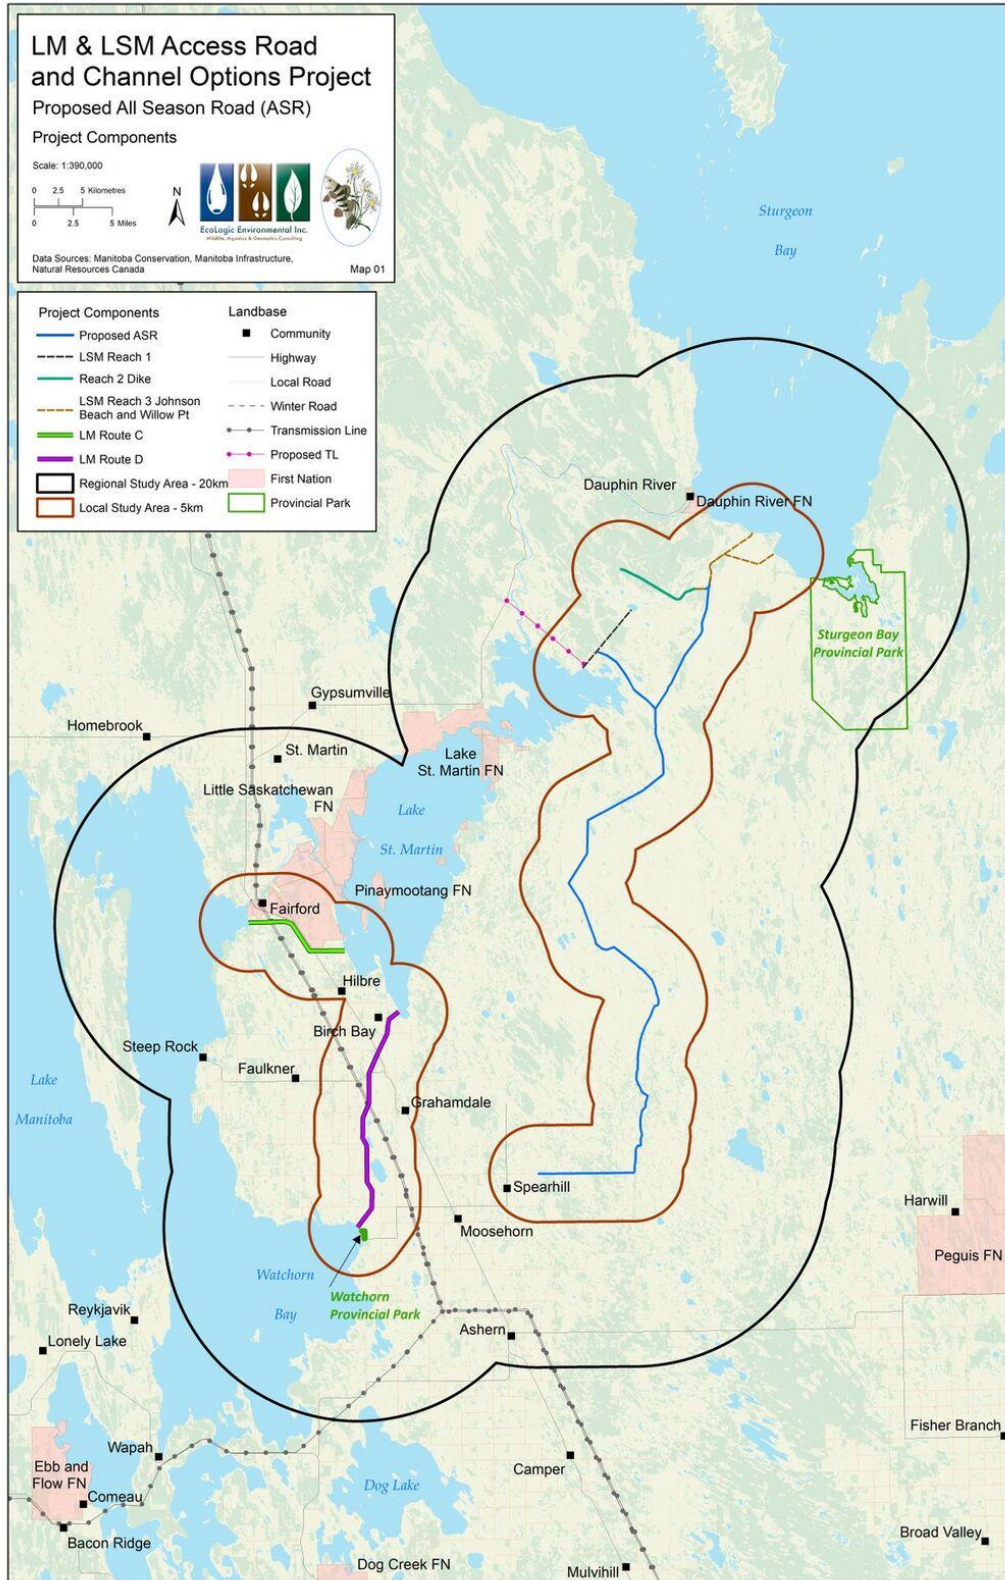 LM & LSM Access Road
and Channel Options Project
Proposed All Season Road (ASR)
Project Components
Scale: 1:390,000
0 2.5 5 Kilometres
0 2.5 5 Miles
N
EcoLogic Environmental Inc.
Wildlife, Aquatics & Geomatics Consulting
Data Sources: Manitoba Conservation, Manitoba Infrastructure,
Natural Resources Canada
Map 01
Project Components
Proposed ASR
LSM Reach 1
Reach 2 Dike
LSM Reach 3 Johnson
Beach and Willow Pt
LM Route C
LM Route D
Regional Study Area - 20km
Local Study Area - 5km
Landbase
Community
Highway
Local Road
Winter Road
Transmission Line
Proposed TL
First Nation
Provincial Park
Sturgeon
Bay
Dauphin River
Dauphin River FN
Sturgeon Bay
Provincial Park
Gypsumville
Homebrook
St. Martin
Lake
St. Martin FN
Little Saskatchewan
FN
Lake
St. Martin
Pinaymootang FN
Fairford
Hilbre
Birch Bay
Steep Rock
Faulkner
Lake
Manitoba
Grahamdale
Spearhill
Moosehorn
Harwill
Peguis FN
Watchorn
Bay
Watchorn
Provincial Park
Reykjavik
Lonely Lake
Ashern
Fisher Branch
Wapah
Ebb and
Flow FN
Comeau
Camper
Dog Lake
Bacon Ridge
Broad Valley
Dog Creek FN
Mulvihill